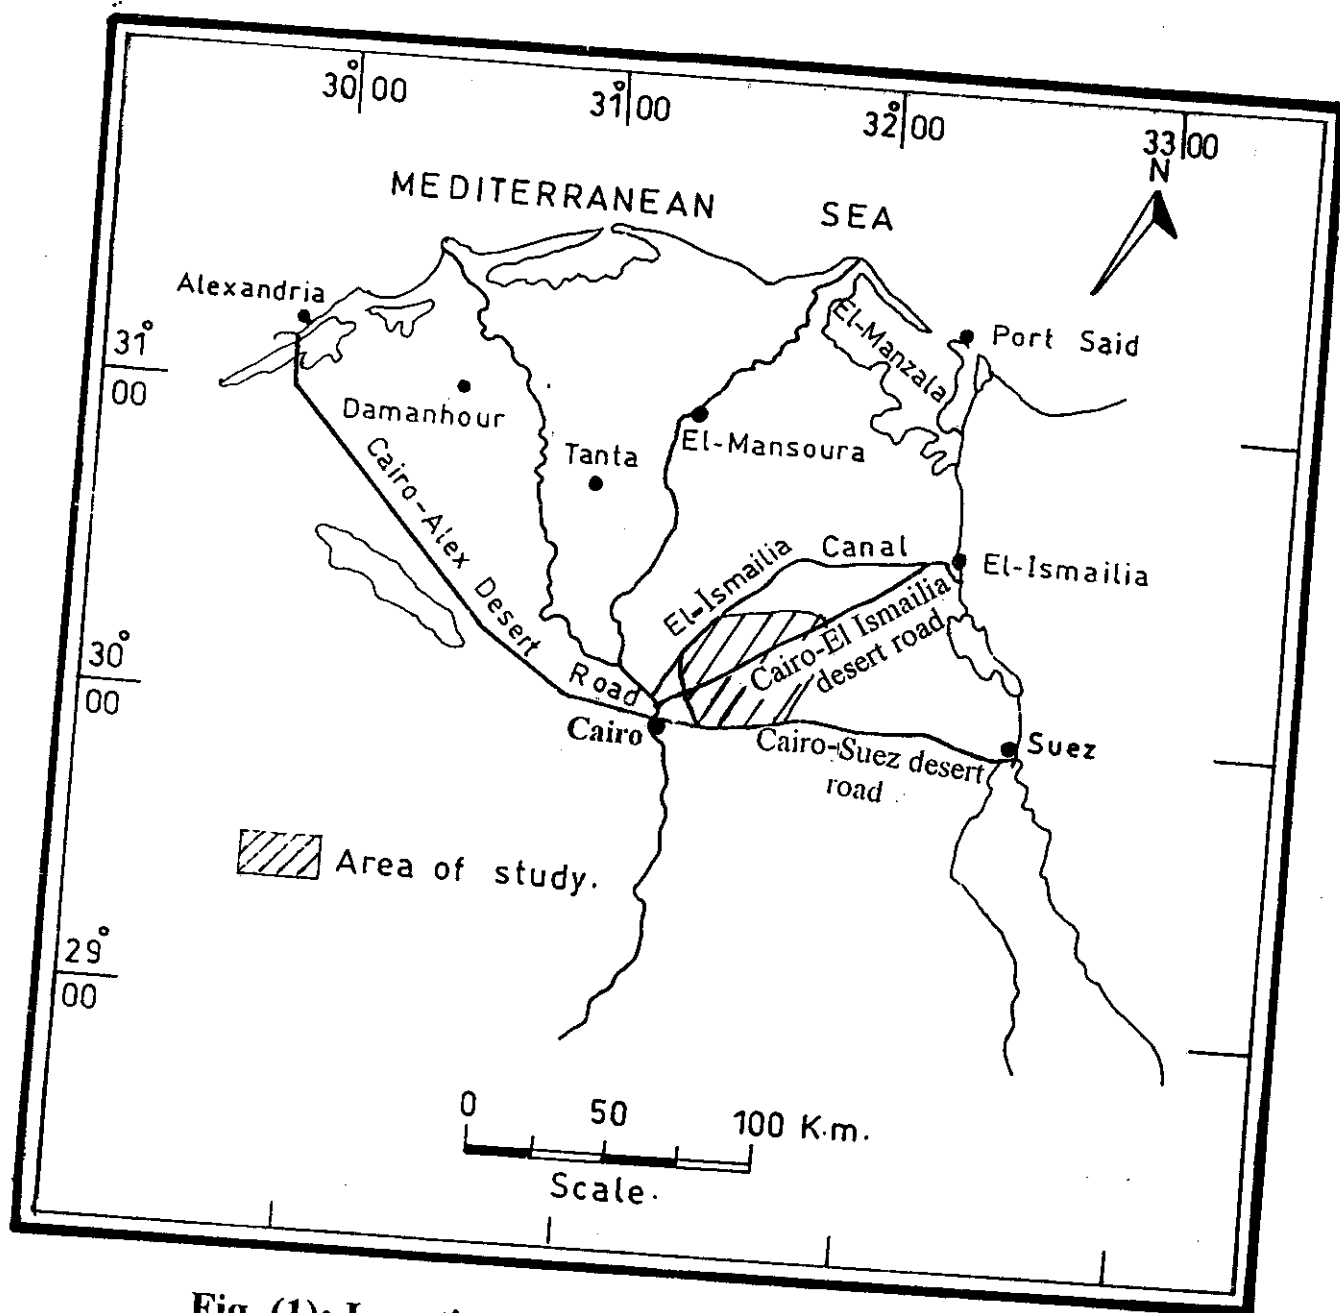 30°00
31°00
32°00
33°00
N
MEDITERRANEAN SEA
Alexandria
31°
00
El-Manzala
Port Said
Damanhour
El-Mansoura
Tanta
Cairo-Alex Desert Road
El-Ismailia Canal
El-Ismailia
Cairo-El Ismailia
desert road
30°
00
Cairo
Suez
Cairo-Suez desert
road
Area of study.
29°
00
0 50 100 K.m.
Scale.
Fig. (1):